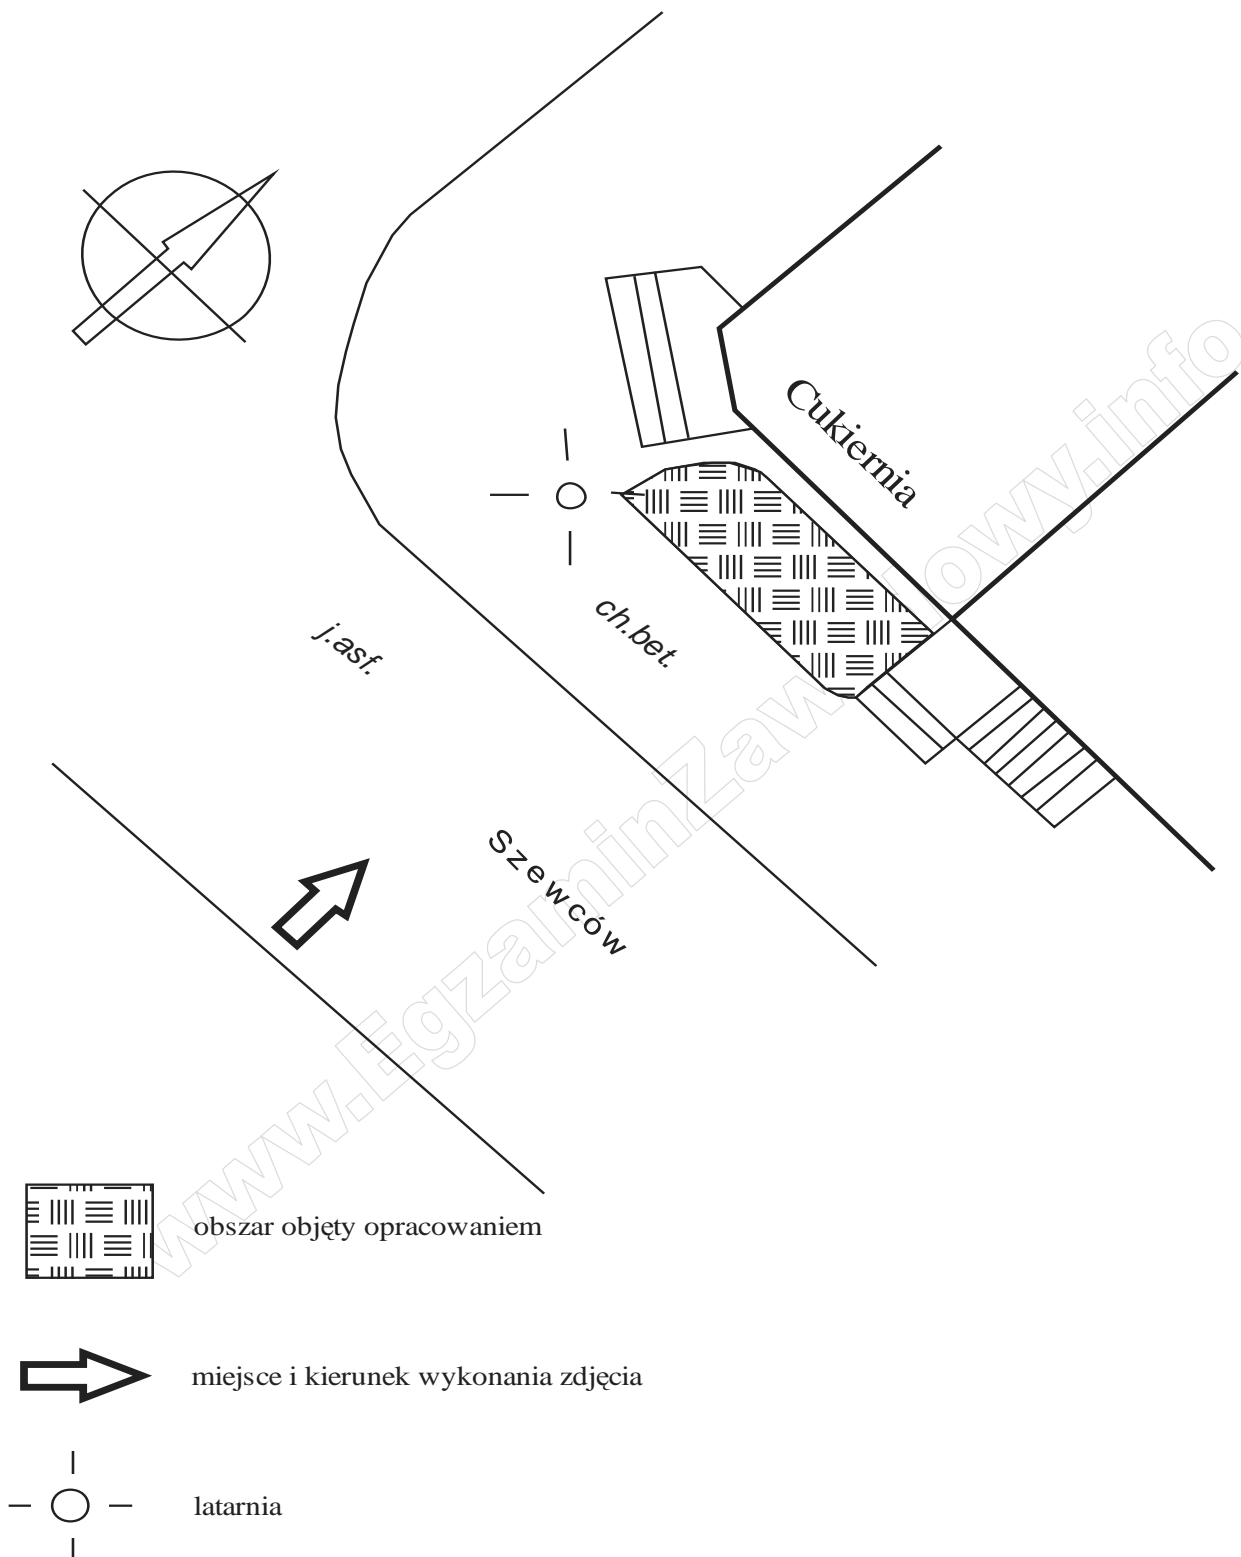 Cukiernia
ch.bet.
j.asf.
Szewców
www.EgzaminZawodowy.info
obszar objęty opracowaniem
miejsce i kierunek wykonania zdjęcia
latarnia